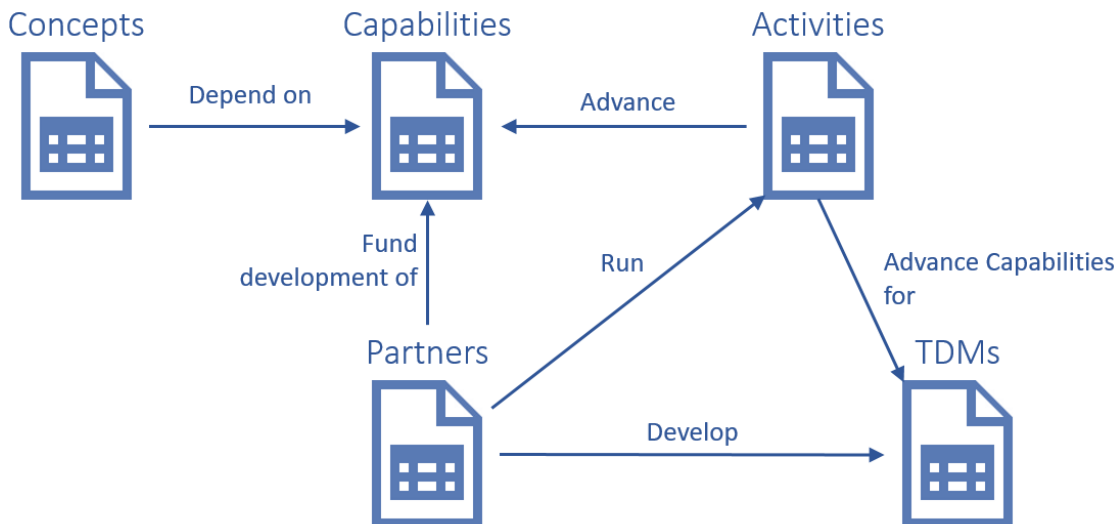 Concepts
Capabilities
Activities
Depend on
Advance
Fund
development of
Run
Advance Capabilities
for
Partners
TDMs
Develop